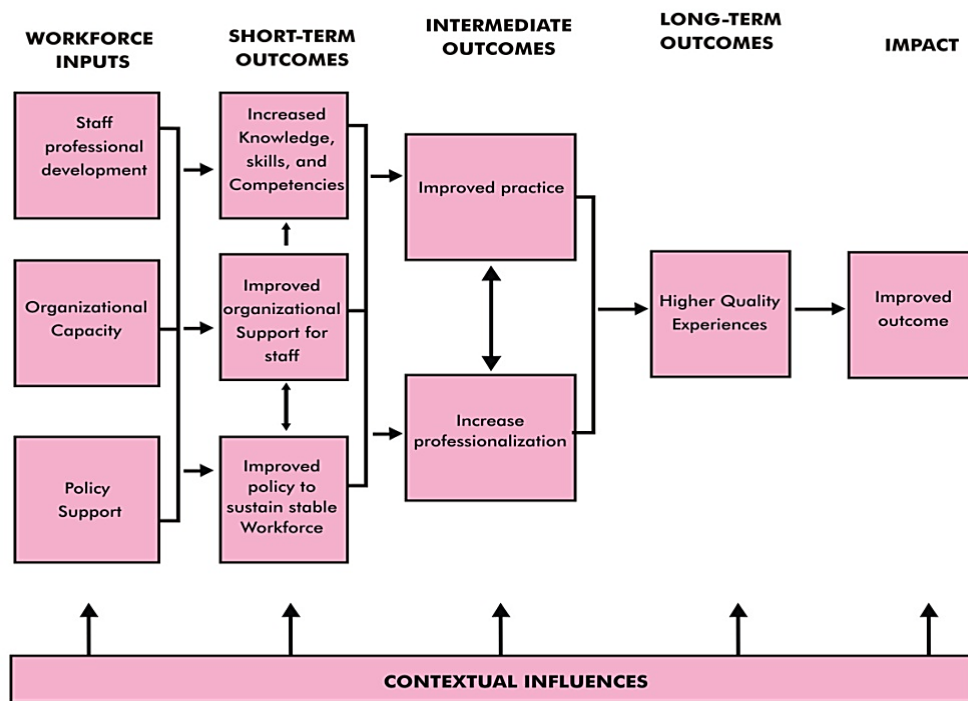 WORKFORCE
INPUTS
SHORT-TERM
OUTCOMES
INTERMEDIATE
OUTCOMES
LONG-TERM
OUTCOMES
IMPACT
Staff
professional
development
Organizational
Capacity
Policy
Support
Increased
Knowledge,
skills, and
Competencies
Improved
organizational
Support for
staff
Improved
policy to
sustain stable
Workforce
Improved practice
Increase
professionalization
Higher Quality
Experiences
Improved
outcome
CONTEXTUAL INFLUENCES